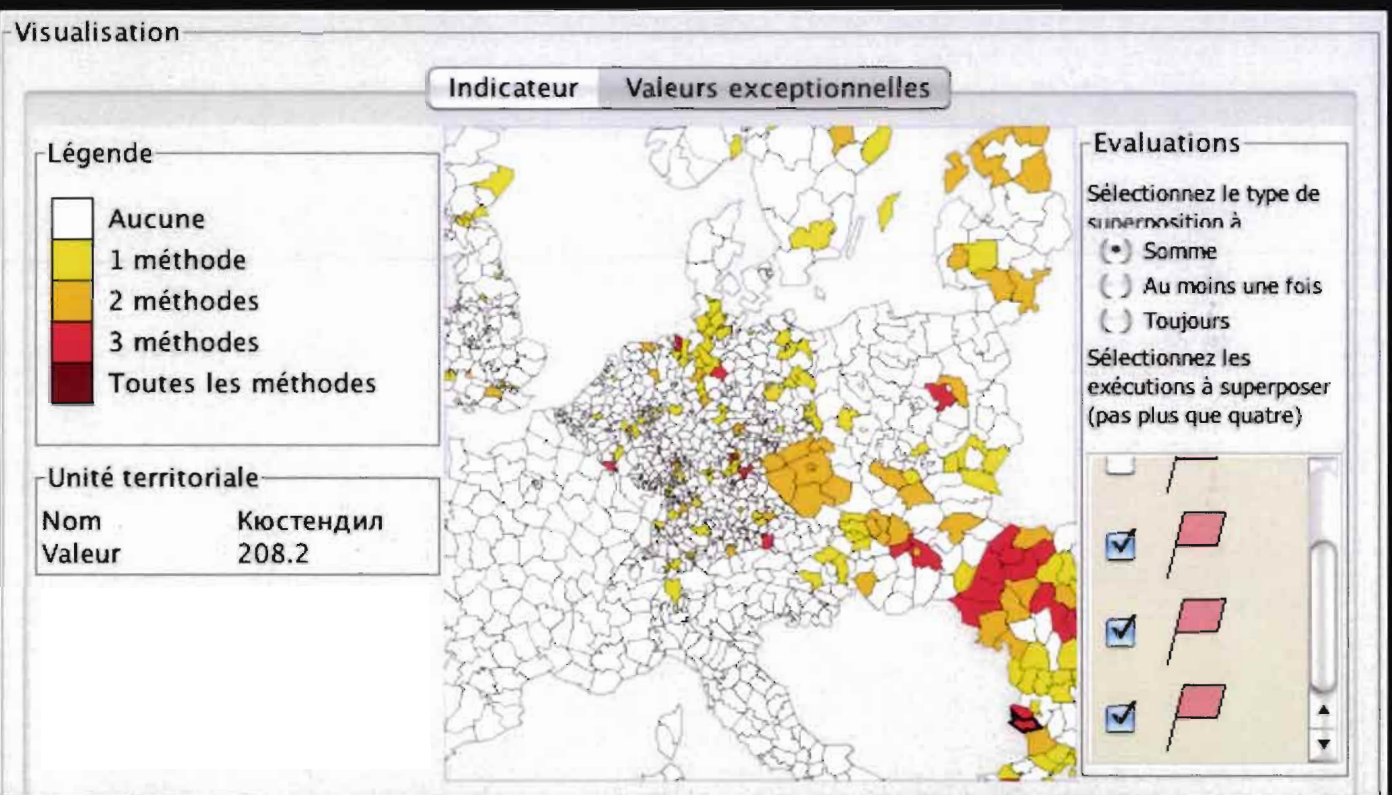 Visualisation
Indicateur Valeurs exceptionnelles
Légende
Aucune
1 méthode
2 méthodes
3 méthodes
Toutes les méthodes
Unité territoriale
Nom Кюстендил
Valeur 208.2
Evaluations
Sélectionnez le type de
superposition à
Somme
Au moins une fois
Toujours
Sélectionnez les
exécutions à superposer
(pas plus que quatre)